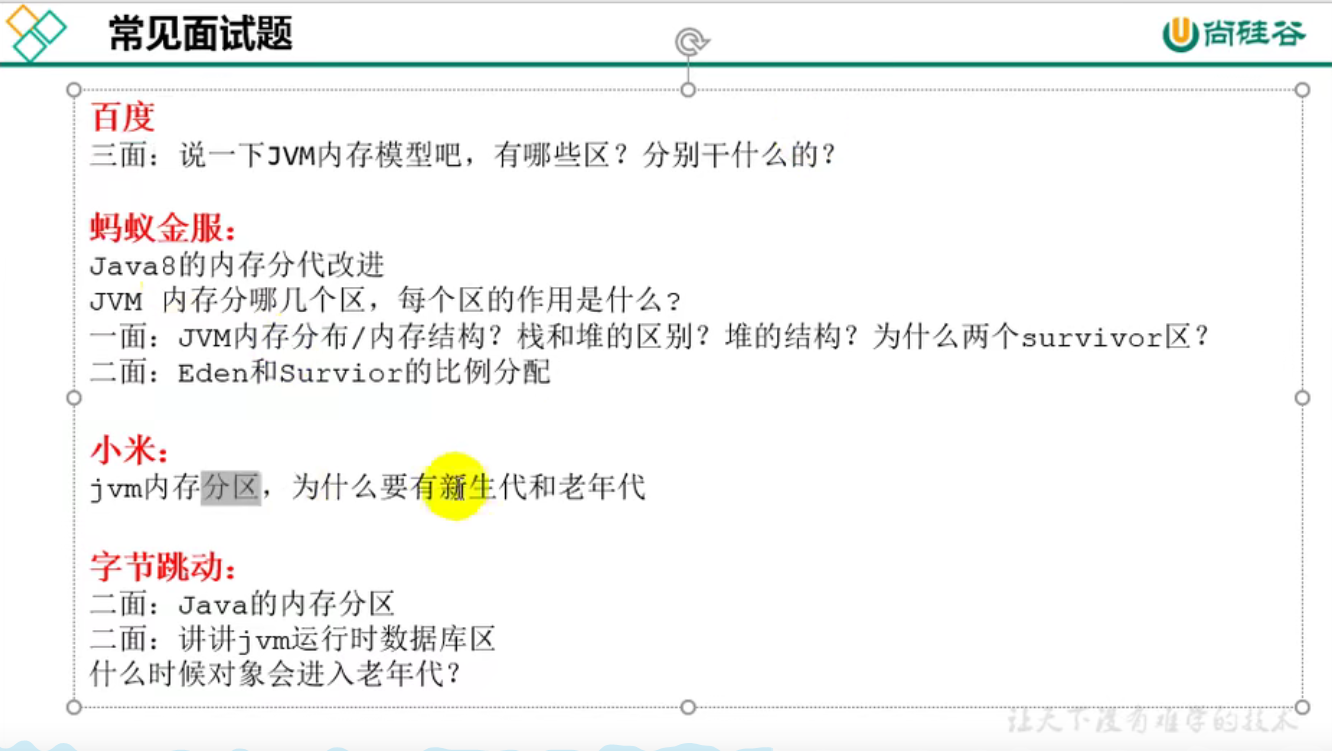 常见面试题
尚硅谷
百度
三面：说一下JVM内存模型吧，有哪些区？分别干什么的？
蚂蚁金服：
Java8的内存分代改进
JVM 内存分哪几个区，每个区的作用是什么？
一面：JVM内存分布/内存结构？栈和堆的区别？堆的结构？为什么两个survivor区？
二面：Eden和Survior的比例分配
小米：
jvm内存分区，为什么要有新生代和老年代
字节跳动：
二面：Java的内存分区
二面：讲讲jvm运行时数据库区
什么时候对象会进入老年代？
让天下没有难学的技术